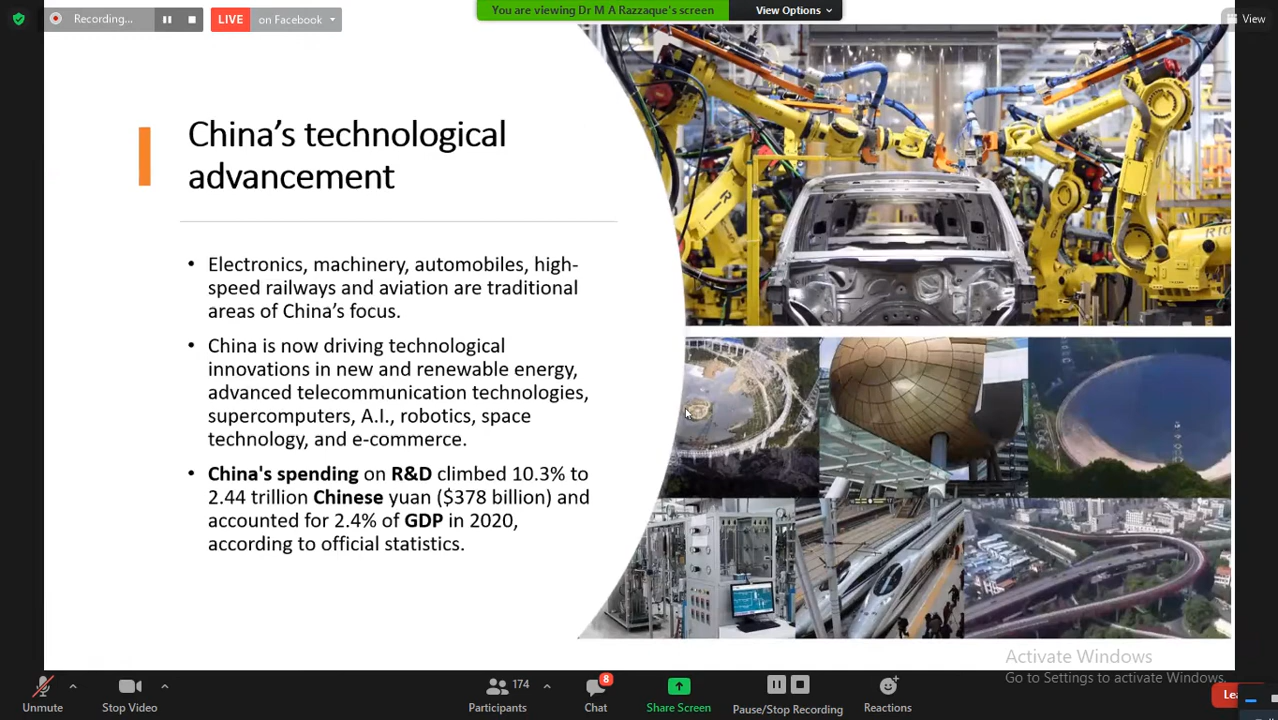 Recording...
LIVE on Facebook
You are viewing Dr M A Razzaque's screen
View Options
View
China's technological
advancement
• Electronics, machinery, automobiles, high-
speed railways and aviation are traditional
areas of China's focus.
• China is now driving technological
innovations in new and renewable energy,
advanced telecommunication technologies,
supercomputers, A.I., robotics, space
technology, and e-commerce.
• China's spending on R&D climbed 10.3% to
2.44 trillion Chinese yuan ($378 billion) and
accounted for 2.4% of GDP in 2020,
according to official statistics.
Activate Windows
Go to Settings to activate Windows.
Unmute
Stop Video
174
Participants
8
Chat
Share Screen
Pause/Stop Recording
Reactions